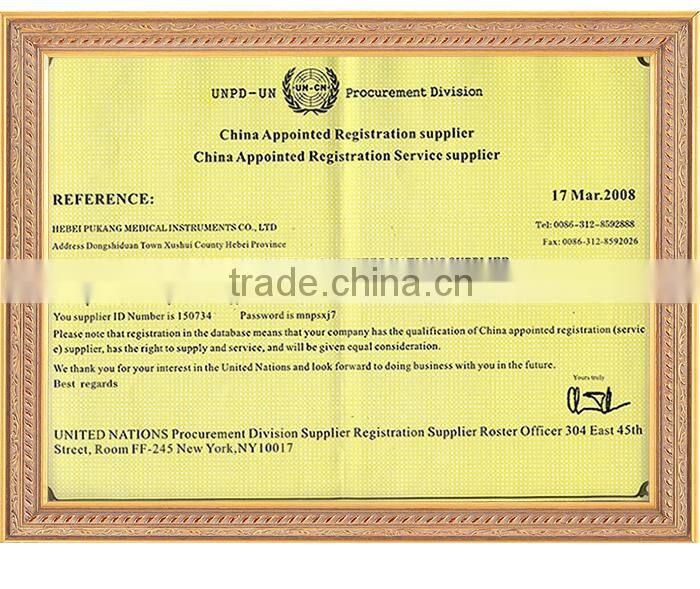 UNPD-UN UN-CN Procurement Division
China Appointed Registration supplier
China Appointed Registration Service supplier
REFERENCE: 17 Mar.2008
HEBEI PUKANG MEDICAL INSTRUMENTS CO., LTD Tel: 0086-312-8592888
Address Dongshiduan Town Xushui County Hebei Province Fax: 0086-312-8592026
trade.china.cn
You supplier ID Number is 150734 Password is mnpsxj7
Please note that registration in the database means that your company has the qualification of China appointed registration (servic
e) supplier, has the right to supply and service, and will be given equal consideration.
We thank you for your interest in the United Nations and look forward to doing business with you in the future.
Best regards
Yours truly
UNITED NATIONS Procurement Division Supplier Registration Supplier Roster Officer 304 East 45th
Street, Room FF-245 New York,NY10017